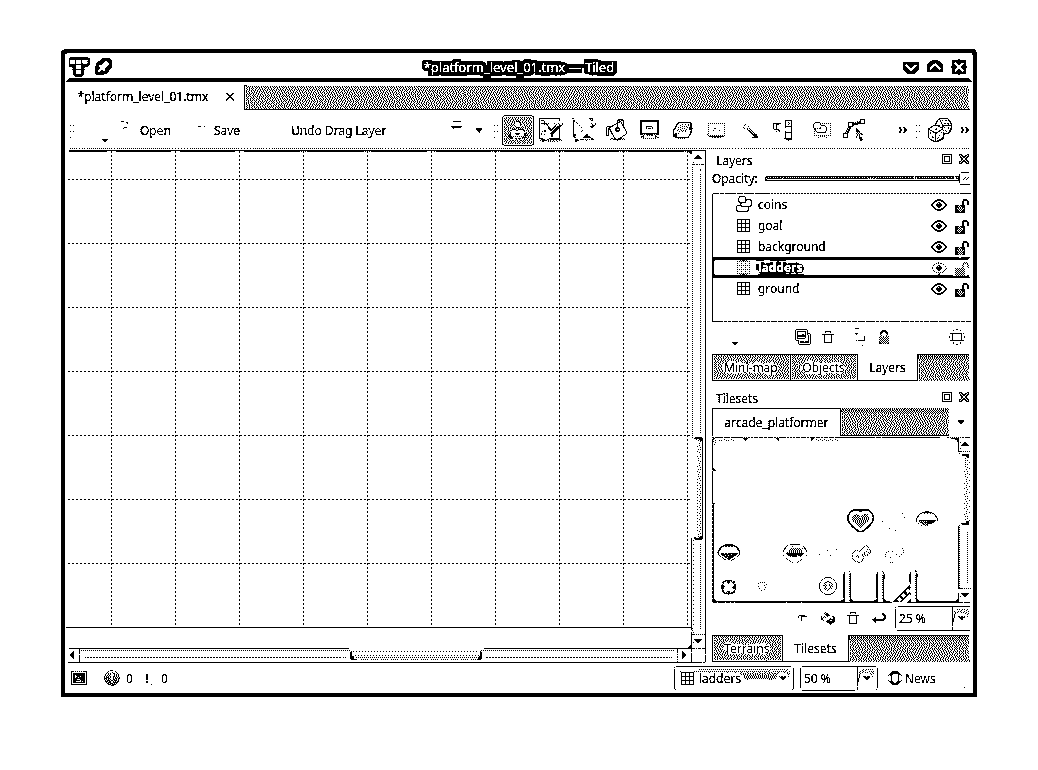 *platform_level_01.tmx — Tiled
*platform_level_01.tmx
Open
Save
Undo Drag Layer
Layers
Opacity:
coins
goal
background
ladders
ground
Mini-map
Objects
Layers
Tilesets
arcade_platformer
25 %
Terrains
Tilesets
0
0
ladders
50 %
News